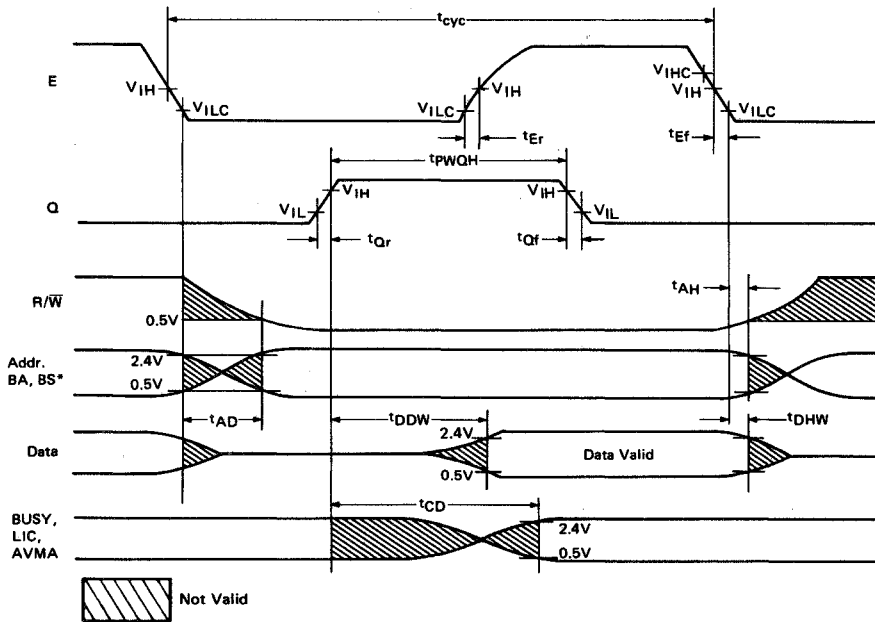 tcyc
E
VIH
VILC
VILC
VIH
VIHC
VIH
VILC
tEr
tEf
tPWQH
Q
VIL
VIH
VIH
VIL
tQr
tQf
tAH
R/W̅
0.5V
Addr.
BA, BS*
2.4V
0.5V
tAD
tDDW
tDHW
Data
2.4V
0.5V
Data Valid
tCD
BUSY,
LIC,
AVMA
2.4V
0.5V
Not Valid